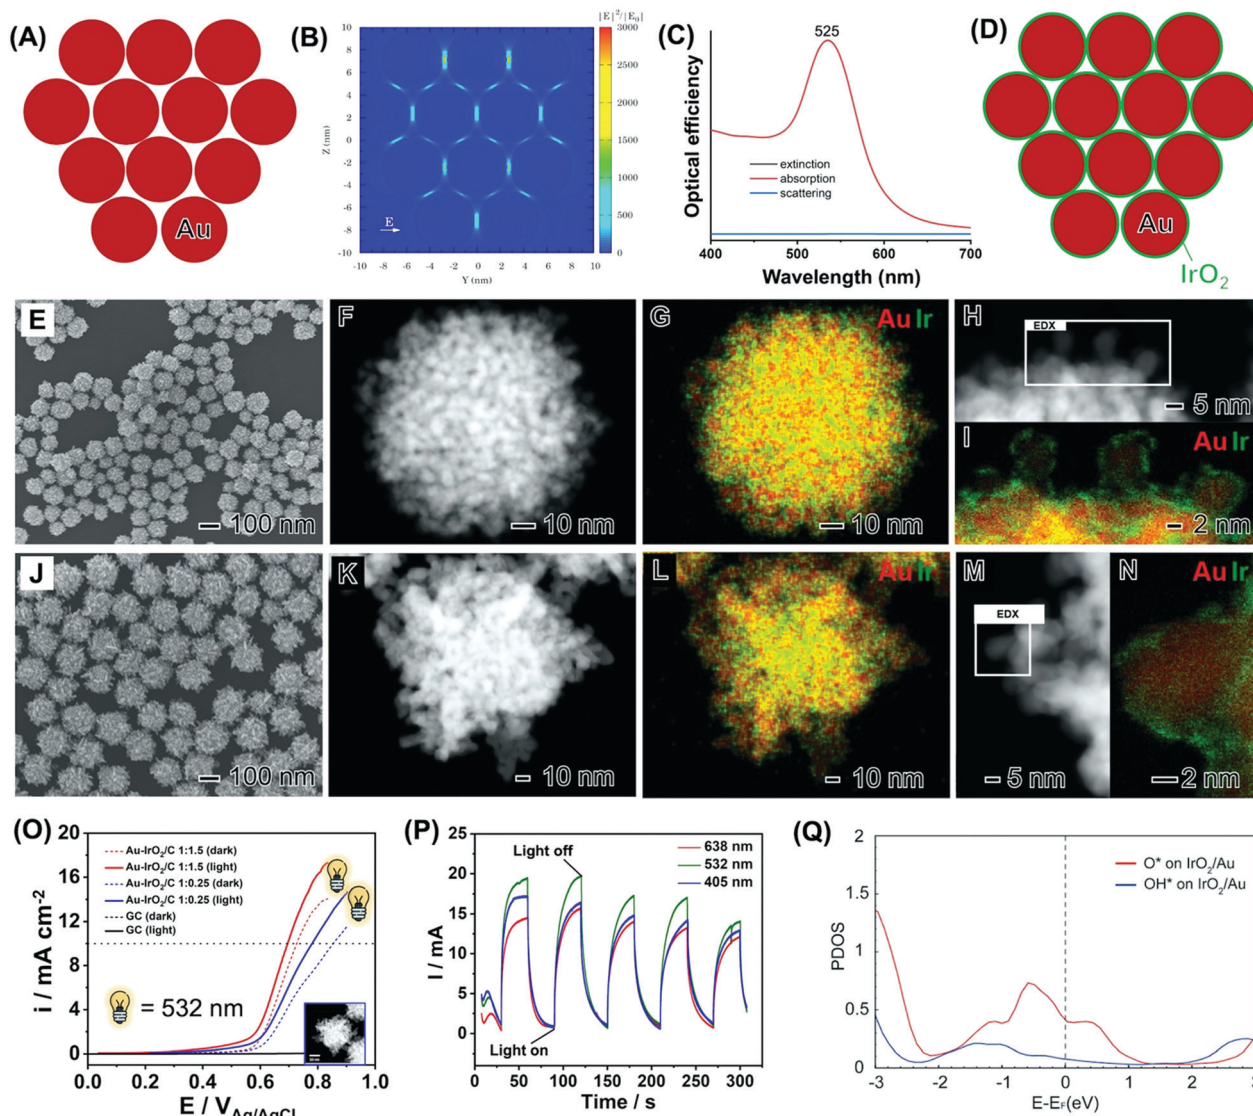 (A)
Au
(B)
|E|²/|E₀|
10
8
6
4
2
0
-2
-4
-6
-8
-10
Z (nm)
E
-10 -8 -6 -4 -2 0 2 4 6 8 10
Y (nm)
3000
2500
2000
1500
1000
500
0
(C)
525
Optical efficiency
extinction
absorption
scattering
400 500 600 700
Wavelength (nm)
(D)
Au
IrO₂
E
100 nm
F
10 nm
G
Au Ir
10 nm
H
EDX
5 nm
I
Au Ir
2 nm
J
100 nm
K
10 nm
L
Au Ir
10 nm
M
EDX
5 nm
N
Au Ir
2 nm
(O)
20
16
12
8
4
0
i / mA cm⁻²
Au-IrO₂/C 1:1.5 (dark)
Au-IrO₂/C 1:1.5 (light)
Au-IrO₂/C 1:0.25 (dark)
Au-IrO₂/C 1:0.25 (light)
GC (dark)
GC (light)
= 532 nm
0.0 0.2 0.4 0.6 0.8 1.0
E / V Ag/AgCl
(P)
25
20
15
10
5
0
I / mA
Light off
638 nm
532 nm
405 nm
Light on
0 50 100 150 200 250 300
Time / s
(Q)
2
1.5
1
0.5
0
PDOS
O* on IrO₂/Au
OH* on IrO₂/Au
-3 -2 -1 0 1 2 3
E-EF(eV)